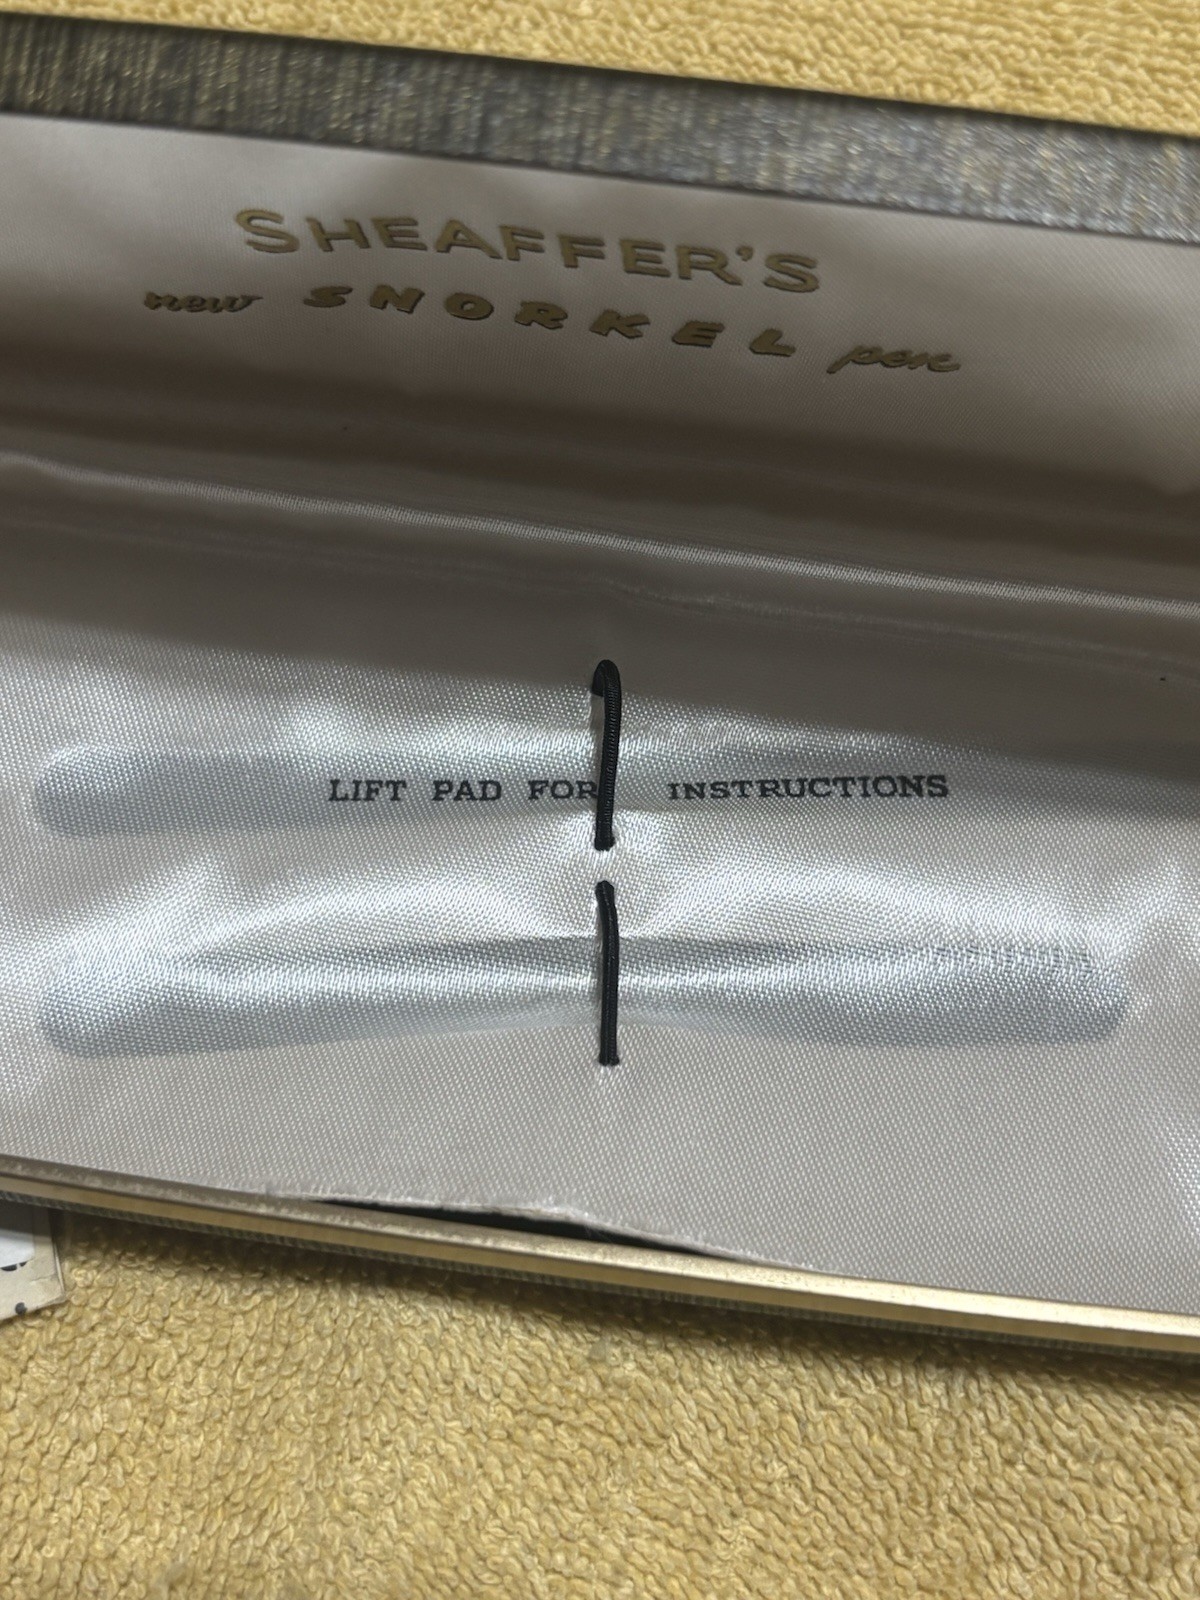 SHEAFFER'S
new SNORKEL pen
LIFT PAD FOR INSTRUCTIONS